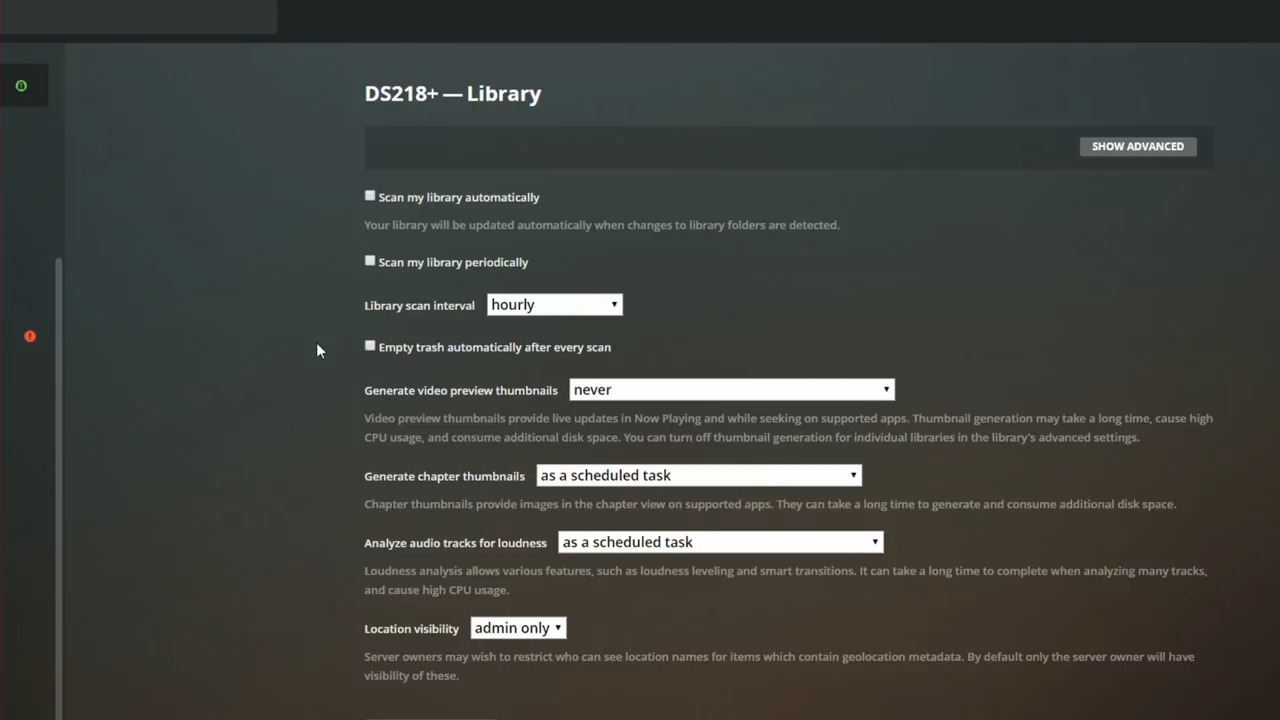 DS218+ — Library
SHOW ADVANCED
Scan my library automatically
Your library will be updated automatically when changes to library folders are detected.
Scan my library periodically
Library scan interval hourly
Empty trash automatically after every scan
Generate video preview thumbnails never
Video preview thumbnails provide live updates in Now Playing and while seeking on supported apps. Thumbnail generation may take a long time, cause high
CPU usage, and consume additional disk space. You can turn off thumbnail generation for individual libraries in the library's advanced settings.
Generate chapter thumbnails as a scheduled task
Chapter thumbnails provide images in the chapter view on supported apps. They can take a long time to generate and consume additional disk space.
Analyze audio tracks for loudness as a scheduled task
Loudness analysis allows various features, such as loudness leveling and smart transitions. It can take a long time to complete when analyzing many tracks,
and cause high CPU usage.
Location visibility admin only
Server owners may wish to restrict who can see location names for items which contain geolocation metadata. By default only the server owner will have
visibility of these.